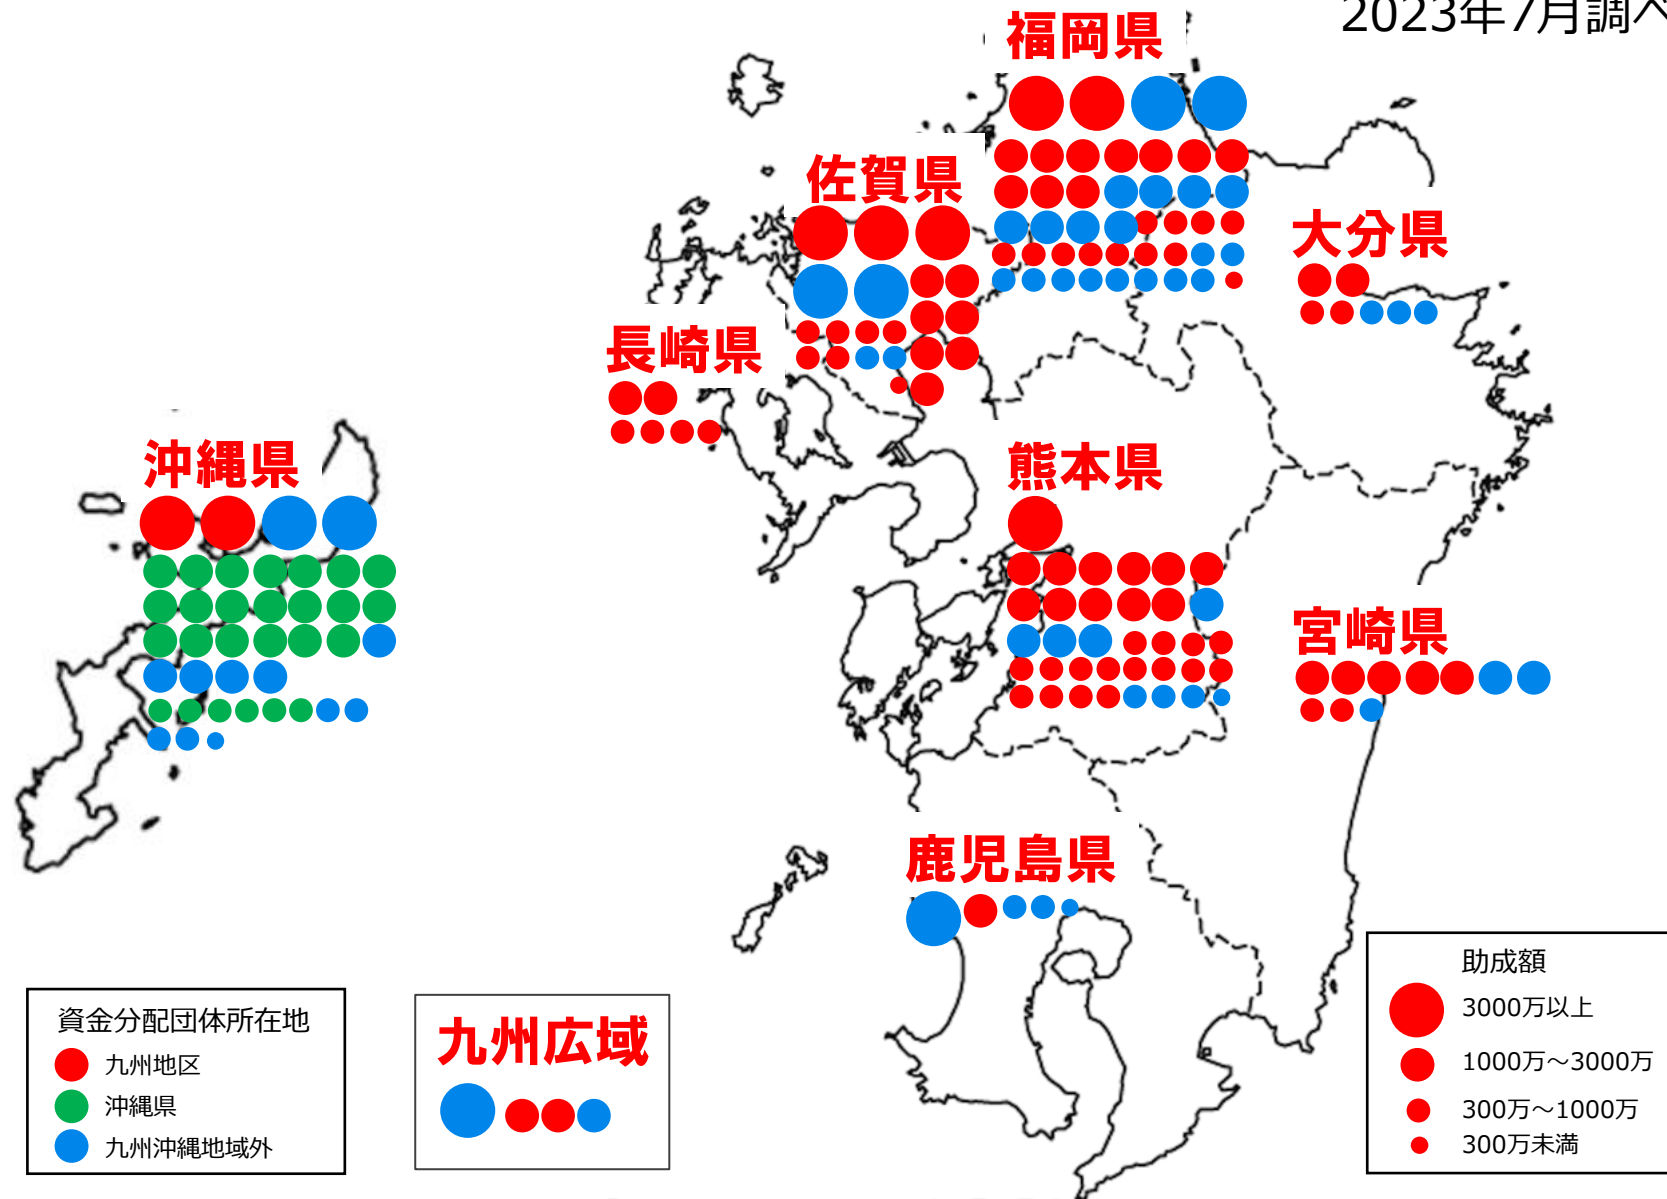 2023年7月調べ
福岡県
佐賀県
大分県
長崎県
沖縄県
熊本県
宮崎県
鹿児島県
助成額
3000万以上
1000万～3000万
300万～1000万
300万未満
資金分配団体所在地
九州地区
沖縄県
九州沖縄地域外
九州広域